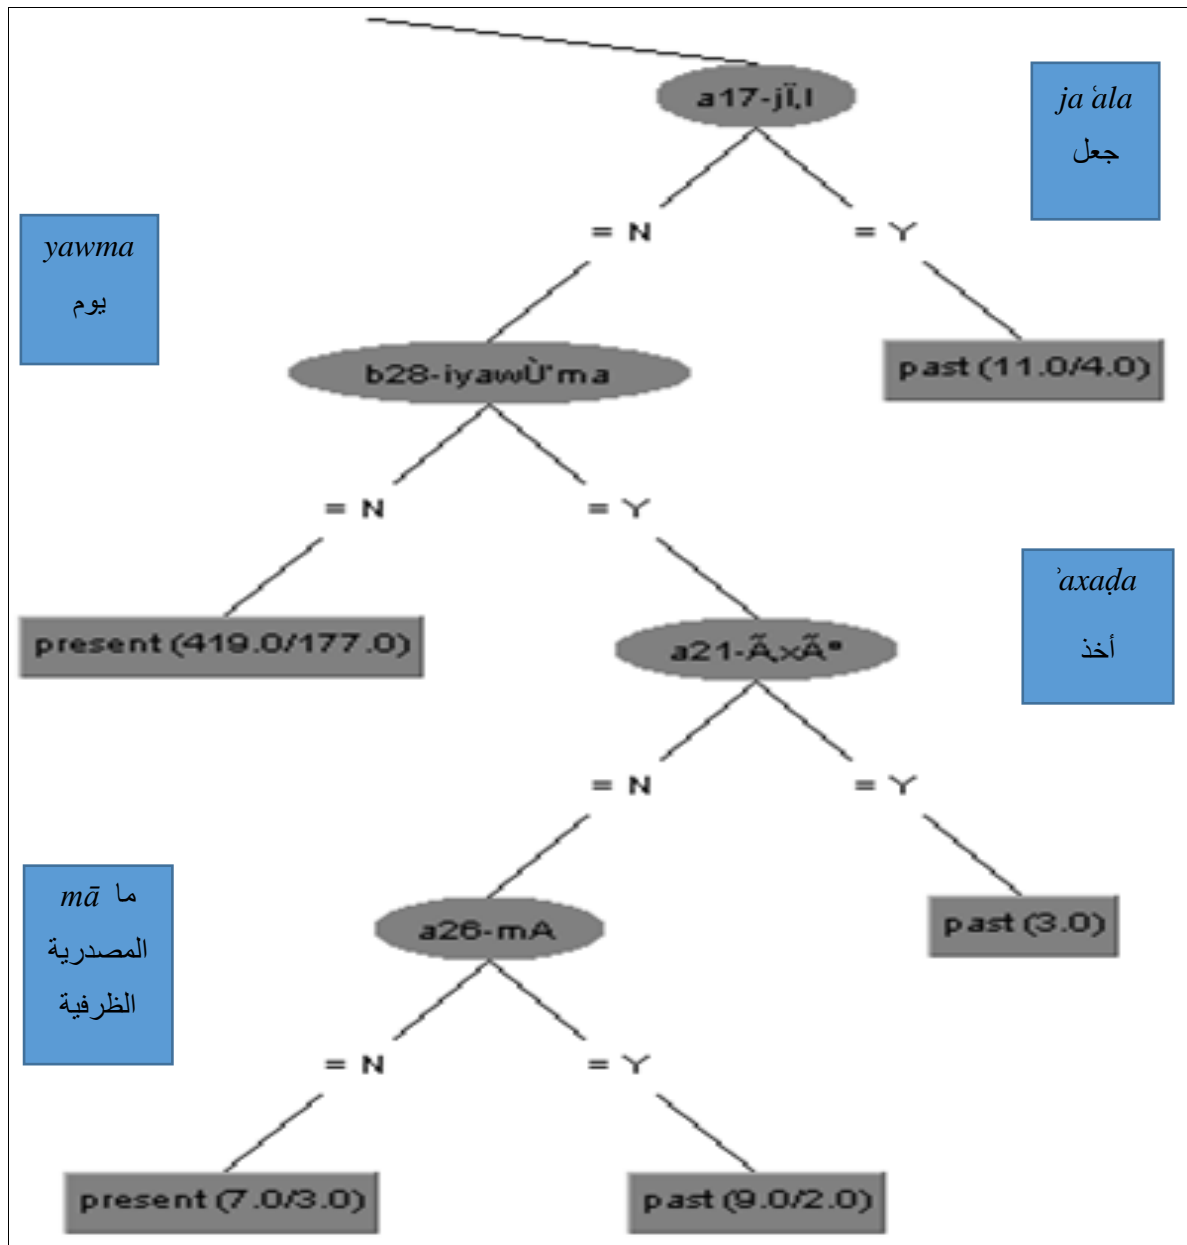 a17-jÏ‚l
jaʿala
جعل
= N
= Y
yawma
يوم
past (11.0/4.0)
b28-iyawÙ'ma
= N
= Y
present (419.0/177.0)
a21-Ã‚xÃª
ʾaxaḍa
أخذ
= N
= Y
past (3.0)
a26-mA
mā ما
المصدرية
الظرفية
= N
= Y
present (7.0/3.0)
past (9.0/2.0)